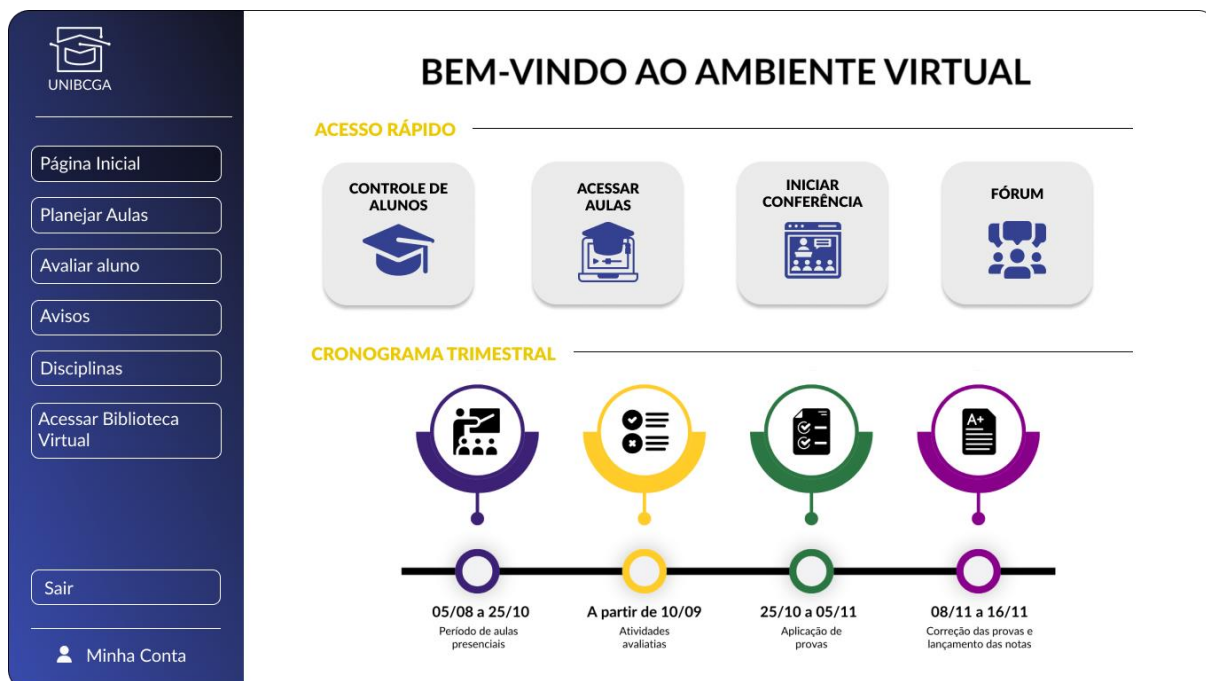 UNIBCGA
Página Inicial
Planejar Aulas
Avaliar aluno
Avisos
Disciplinas
Acessar Biblioteca
Virtual
Sair
Minha Conta
BEM-VINDO AO AMBIENTE VIRTUAL
ACESSO RÁPIDO
CONTROLE DE
ALUNOS
ACESSAR
AULAS
INICIAR
CONFERÊNCIA
FÓRUM
CRONOGRAMA TRIMESTRAL
A+
05/08 a 25/10
Período de aulas
presenciais
A partir de 10/09
Atividades
avaliatias
25/10 a 05/11
Aplicação de
provas
08/11 a 16/11
Correção das provas e
lançamento das notas